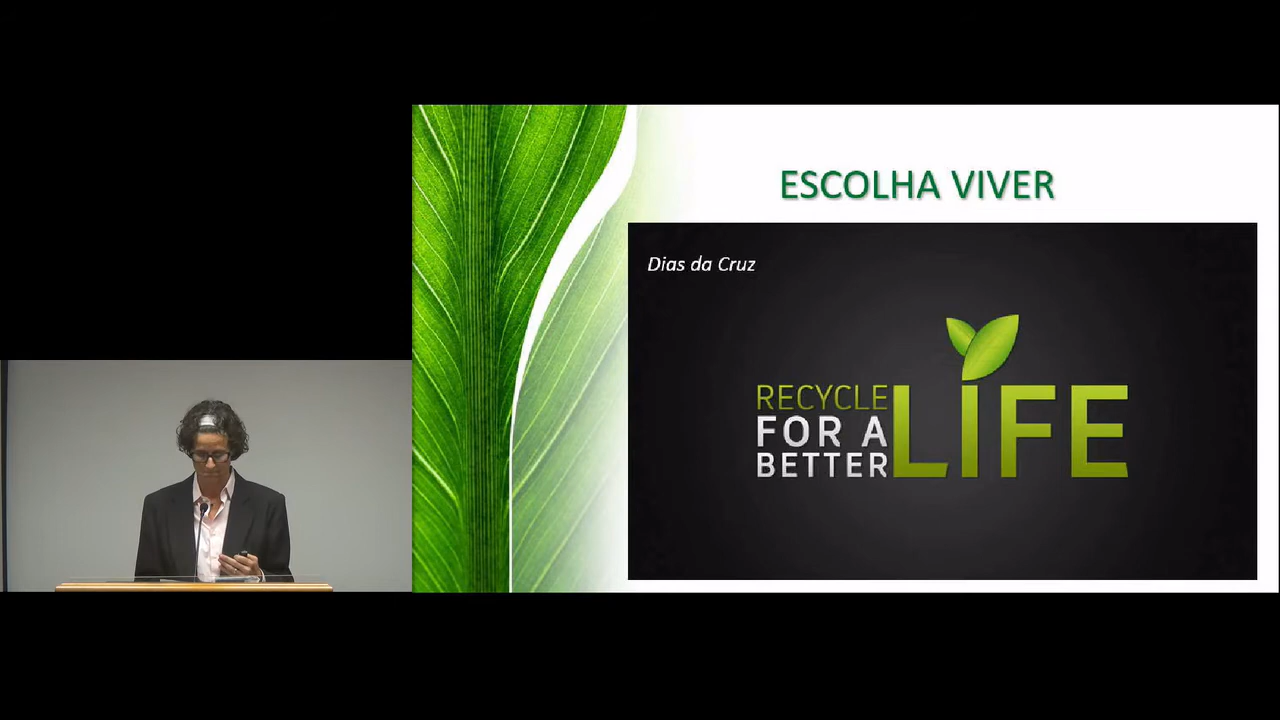 ESCOLHA VIVER
Dias da Cruz
RECYCLE
FOR A
BETTER
LIFE